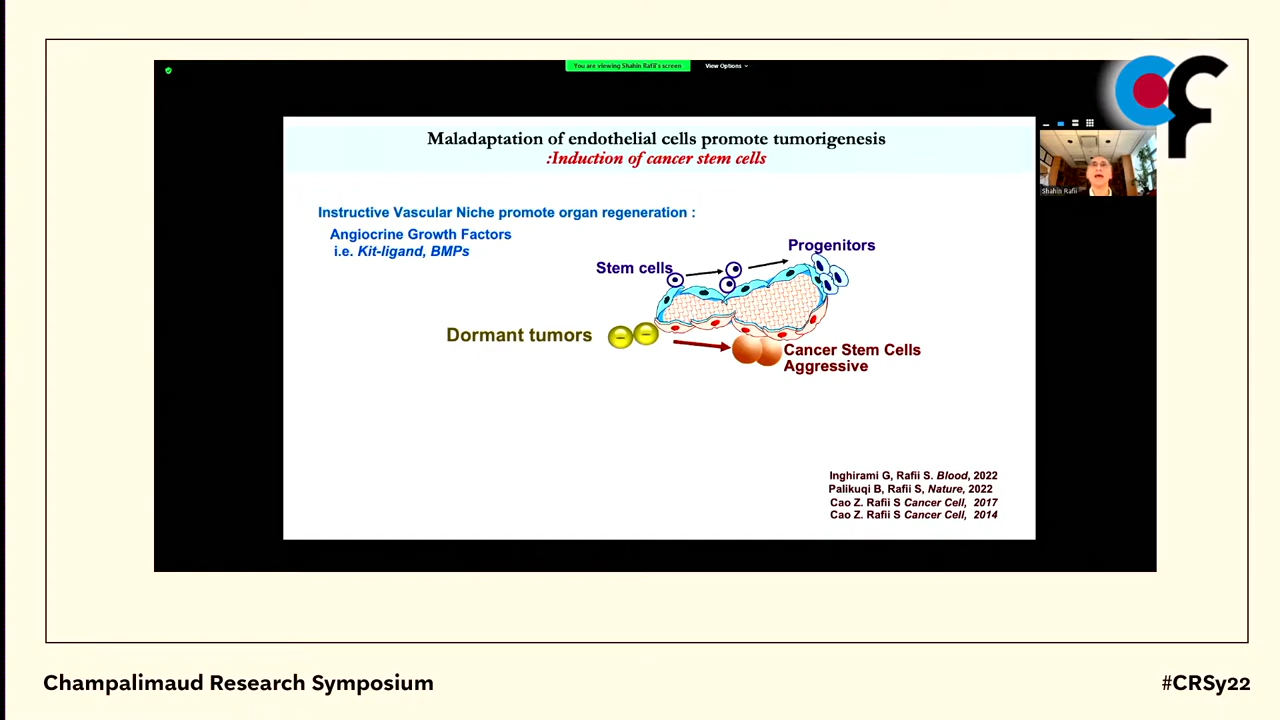 You are viewing Shahin Rafii's screen
View Options
cf
Maladaptation of endothelial cells promote tumorigenesis
:Induction of cancer stem cells
Shahin Rafii
Instructive Vascular Niche promote organ regeneration :
Angiocrine Growth Factors
i.e. Kit-ligand, BMPs
Progenitors
Stem cells
Dormant tumors
Cancer Stem Cells
Aggressive
Inghirami G, Rafii S. Blood, 2022
Palikuqi B, Rafii S, Nature, 2022
Cao Z. Rafii S Cancer Cell, 2017
Cao Z. Rafii S Cancer Cell, 2014
Champalimaud Research Symposium
#CRSy22